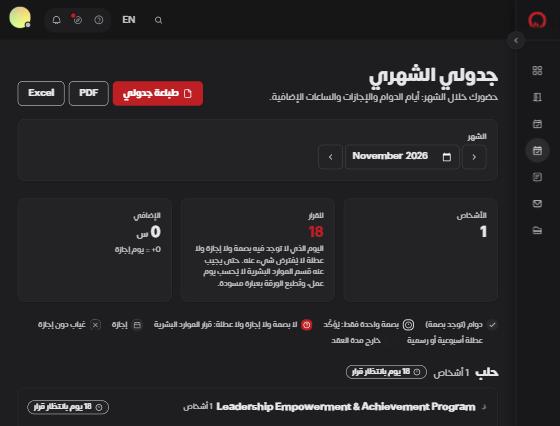 EN
جدولي الشهري
حضورك خلال الشهر: أيام الدوام والإجازات والساعات الإضافية.
طباعة جدولي
PDF
Excel
الشهر
November 2026
الأشخاص
1
للقرار
18
اليوم الذي لا توجد فيه بصمة ولا إجازة ولا
عطلة لا يُفترض شيء عنه. حتى يجيب
عنه قسم الموارد البشرية لا يُحسب يوم
عمل، وتُطبع الورقة بعبارة مسودة.
الإضافي
0 س
+0 = يوم إجازة
دوام (توجد بصمة)
بصمة واحدة فقط: يُؤكَّد
لا بصمة ولا إجازة ولا عطلة: قرار الموارد البشرية
إجازة
غياب دون إجازة
عطلة أسبوعية أو رسمية
خارج مدة العقد
حلب 1 أشخاص 18 يوم بانتظار قرار
Leadership Empowerment & Achievement Program 1 أشخاص 18 يوم بانتظار قرار